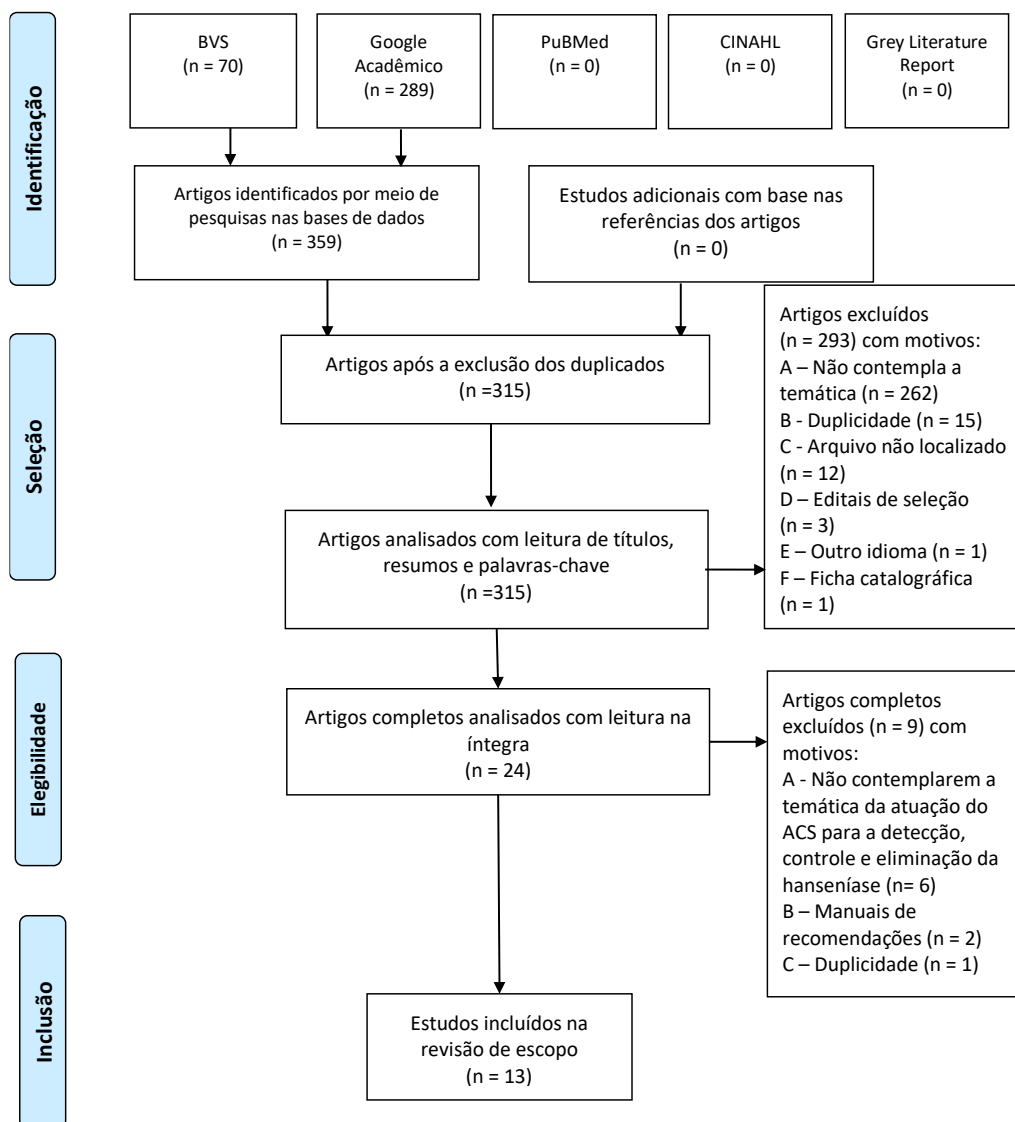 Identificação
BVS
(n = 70)
Google
Acadêmico
(n = 289)
PuBMed
(n = 0)
CINAHL
(n = 0)
Grey Literature
Report
(n = 0)
Artigos identificados por meio de
pesquisas nas bases de dados
(n = 359)
Estudos adicionais com base nas
referências dos artigos
(n = 0)
Seleção
Artigos após a exclusão dos duplicados
(n =315)
Artigos analisados com leitura de títulos,
resumos e palavras-chave
(n =315)
Artigos excluídos
(n = 293) com motivos:
A – Não contempla a
temática (n = 262)
B - Duplicidade (n = 15)
C - Arquivo não localizado
(n = 12)
D – Editais de seleção
(n = 3)
E – Outro idioma (n = 1)
F – Ficha catalográfica
(n = 1)
Elegibilidade
Artigos completos analisados com leitura na
íntegra
(n = 24)
Artigos completos
excluídos (n = 9) com
motivos:
A - Não contemplarem a
temática da atuação do
ACS para a detecção,
controle e eliminação da
hanseníase (n= 6)
B – Manuais de
recomendações (n = 2)
C – Duplicidade (n = 1)
Inclusão
Estudos incluídos na
revisão de escopo
(n = 13)